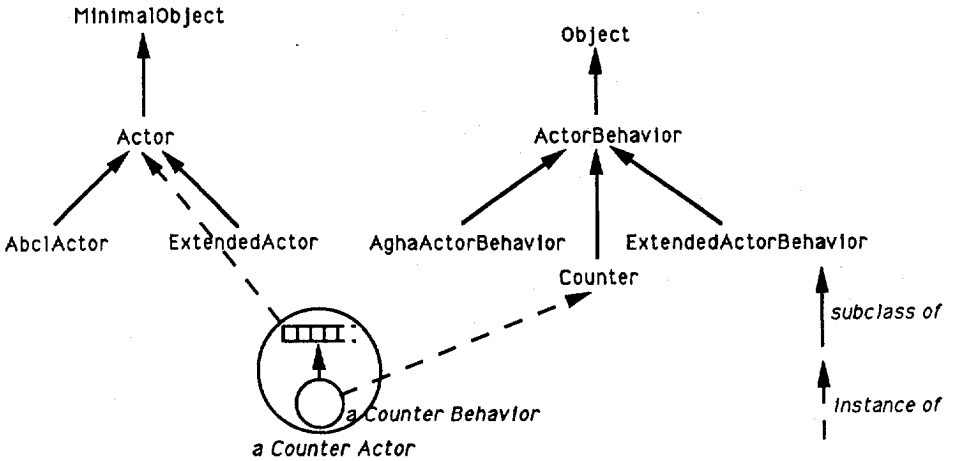 MinimalObject
Object
Actor
ActorBehavior
AbclActor
ExtendedActor
AghaActorBehavior
ExtendedActorBehavior
Counter
subclass of
instance of
a Counter Behavior
a Counter Actor